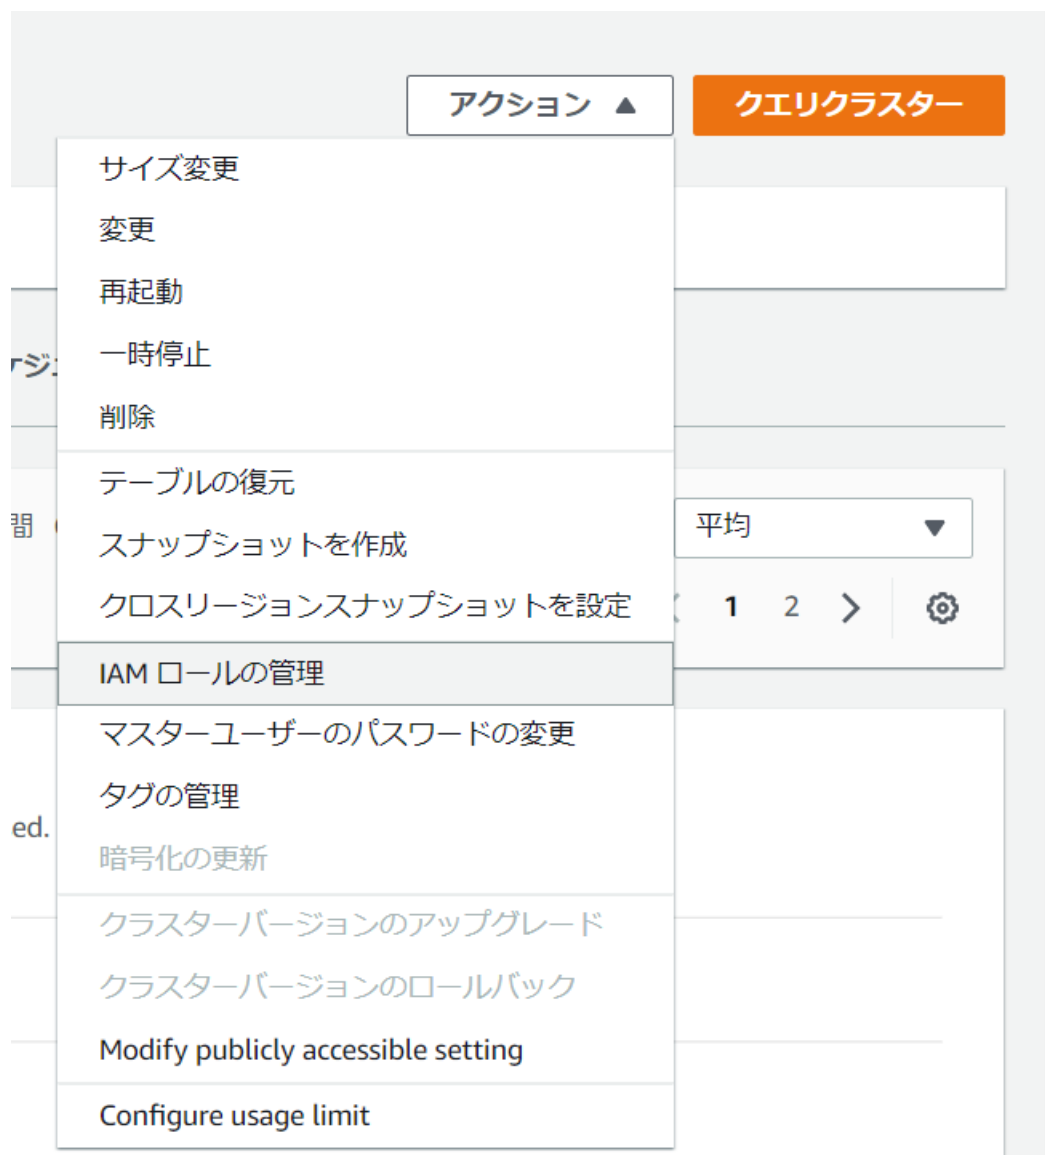 アクション ▲
クエリクラスター
サイズ変更
変更
再起動
一時停止
削除
テーブルの復元
平均
スナップショットを作成
クロスリージョンスナップショットを設定
1 2
IAM ロールの管理
マスターユーザーのパスワードの変更
タグの管理
ed.
暗号化の更新
クラスターバージョンのアップグレード
クラスターバージョンのロールバック
Modify publicly accessible setting
Configure usage limit